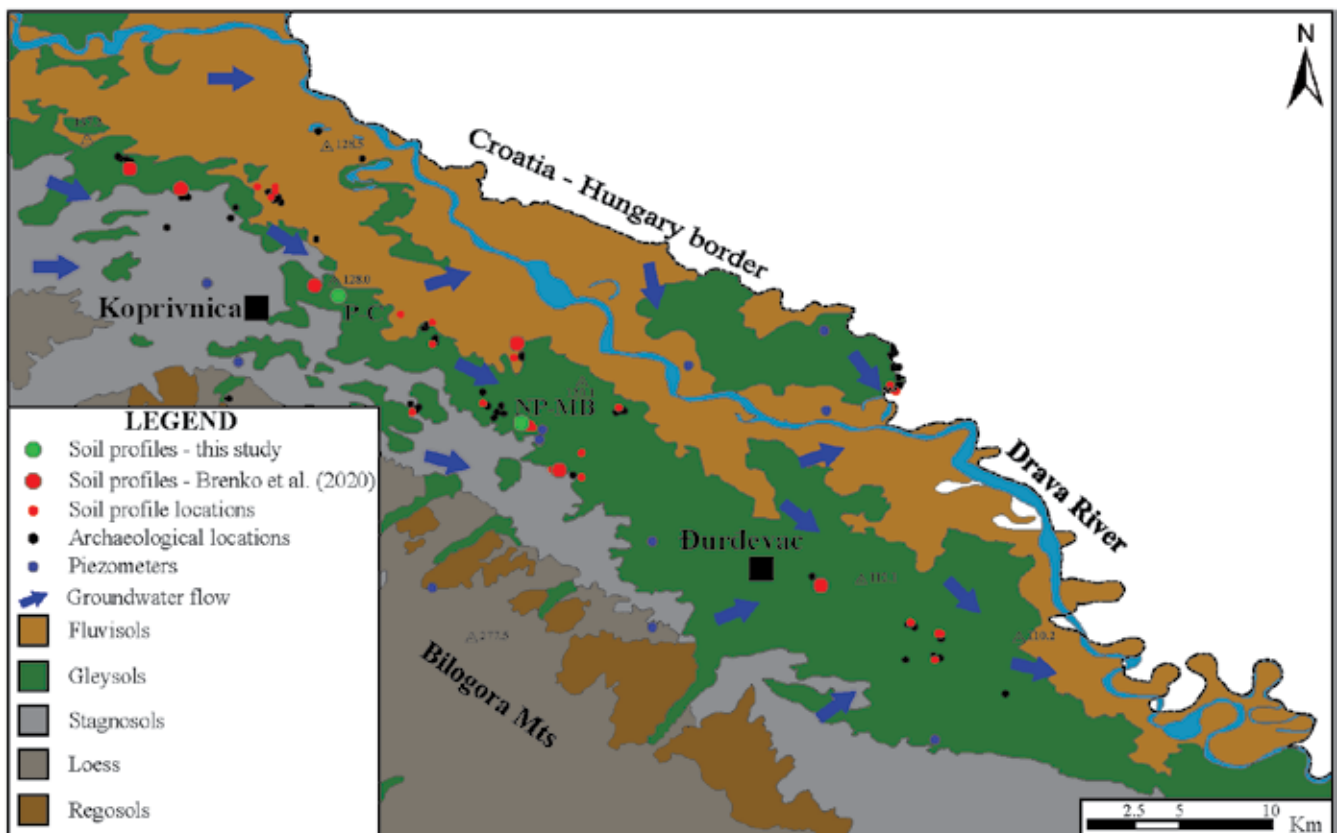 N
Croatia - Hungary border
128.5
128.0
Koprivnica
P-C
NP-MB
Drava River
Đurđevac
110.2
277.5
Bilogora Mts
LEGEND
Soil profiles - this study
Soil profiles - Brenko et al. (2020)
Soil profile locations
Archaeological locations
Piezometers
Groundwater flow
Fluvisols
Gleysols
Stagnosols
Loess
Regosols
2.5 5 10
Km